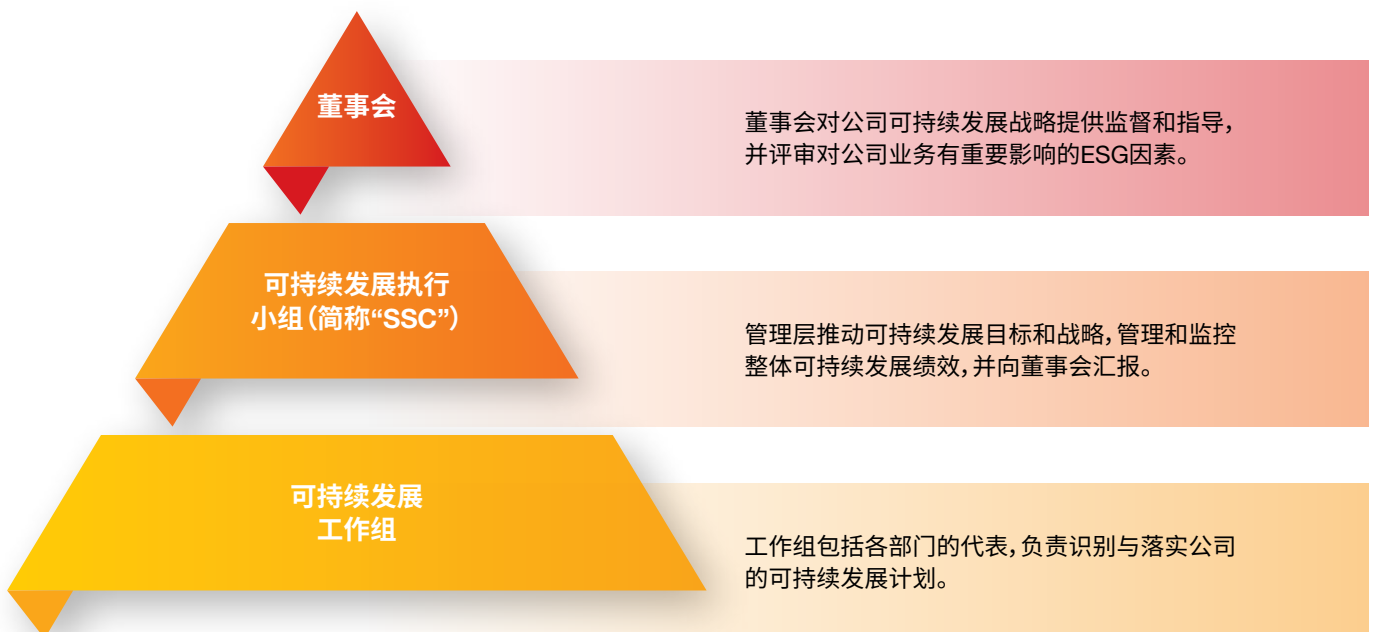 董事会
董事会对公司可持续发展战略提供监督和指导，
并评审对公司业务有重要影响的ESG因素。
可持续发展执行
小组（简称“SSC”）
管理层推动可持续发展目标和战略，管理和监控
整体可持续发展绩效，并向董事会汇报。
可持续发展
工作组
工作组包括各部门的代表，负责识别与落实公司
的可持续发展计划。